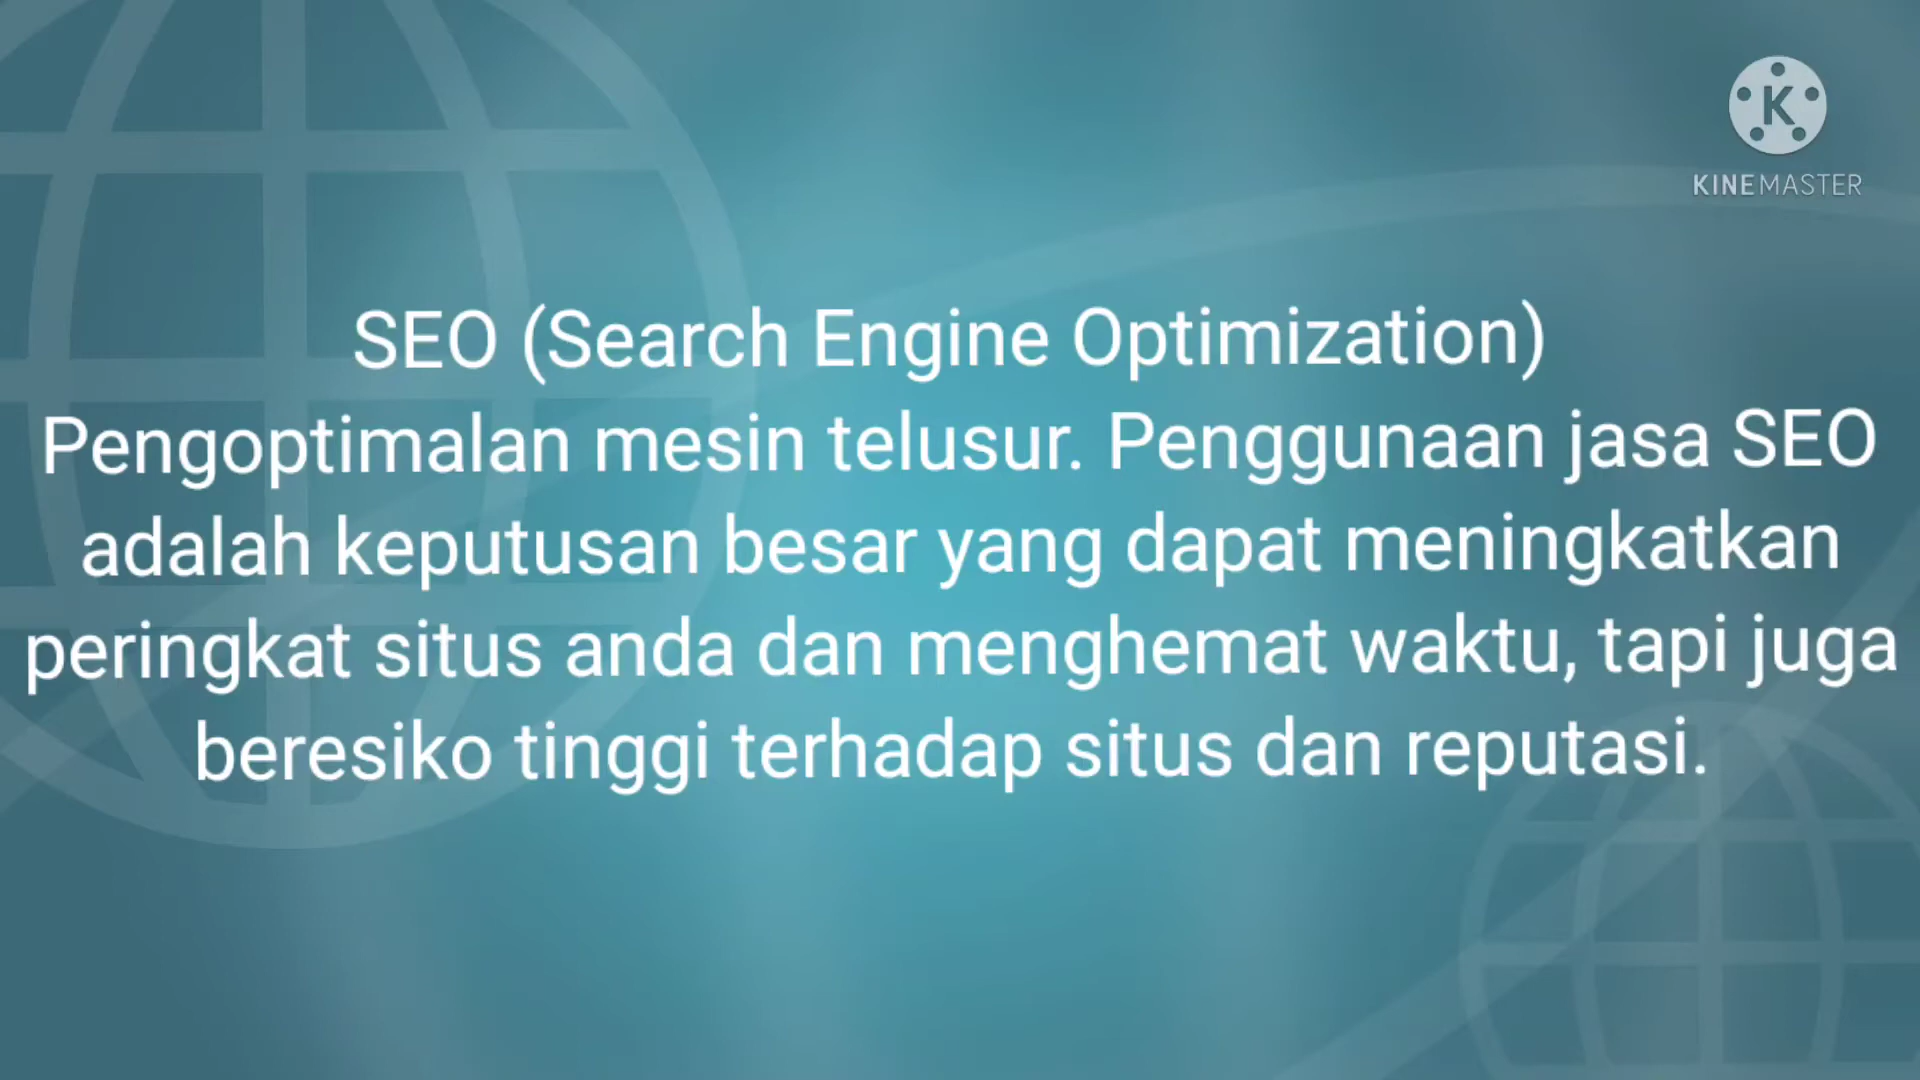 K
KINEMASTER
SEO (Search Engine Optimization)
Pengoptimalan mesin telusur. Penggunaan jasa SEO
adalah keputusan besar yang dapat meningkatkan
peringkat situs anda dan menghemat waktu, tapi juga
beresiko tinggi terhadap situs dan reputasi.